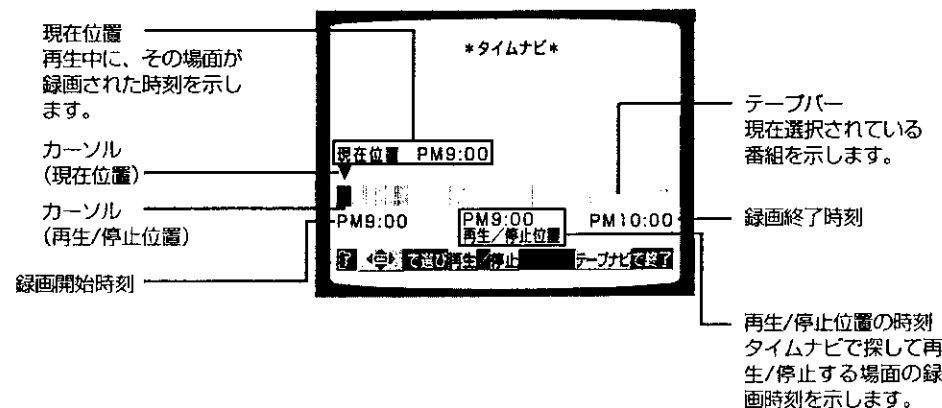 現在位置
再生中に、その場面が
録画された時刻を示し
ます。
カーソル
(現在位置)
カーソル
(再生/停止位置)
録画開始時刻
*タイムナビ*
現在位置 PM9:00
PM9:00
PM9:00
再生/停止位置
PM10:00
? で選び再生/停止 テープナビで終了
テープバー
現在選択されている
番組を示します。
録画終了時刻
再生/停止位置の時刻
タイムナビで探して再
生/停止する場面の録
画時刻を示します。